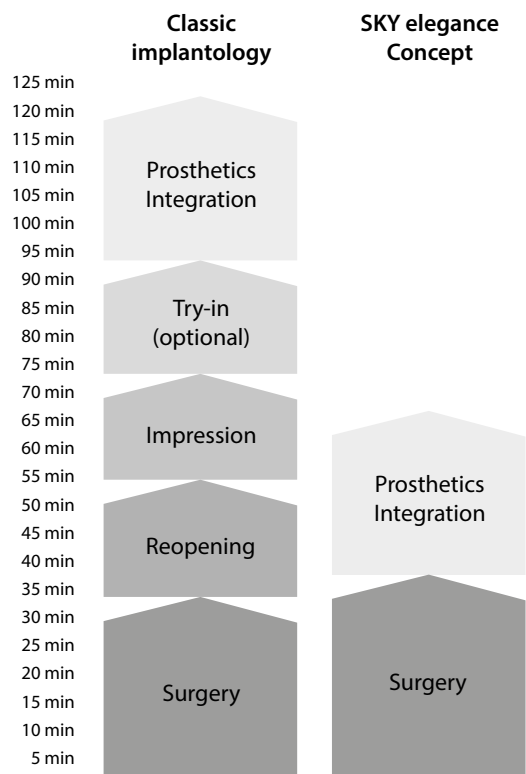 Classic
implantology
SKY elegance
Concept
125 min
120 min
115 min
110 min
105 min
100 min
95 min
90 min
85 min
80 min
75 min
70 min
65 min
60 min
55 min
50 min
45 min
40 min
35 min
30 min
25 min
20 min
15 min
10 min
5 min
Prosthetics
Integration
Try-in
(optional)
Impression
Reopening
Surgery
Prosthetics
Integration
Surgery